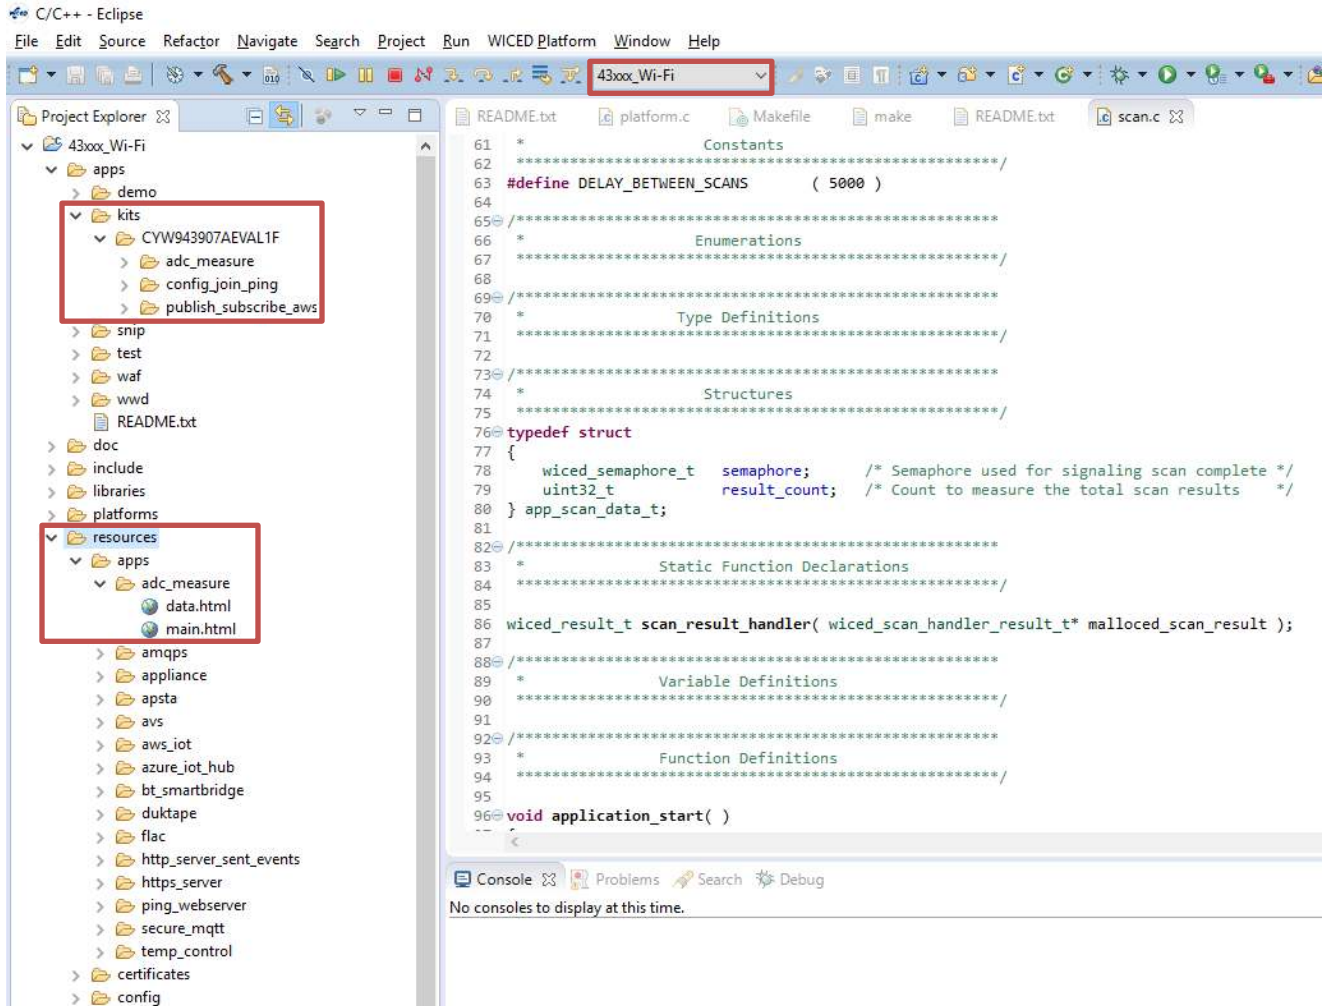 C/C++ - Eclipse
File Edit Source Refactor Navigate Search Project Run WICED Platform Window Help
010 43xxx_Wi-Fi
Project Explorer
43xxx_Wi-Fi
apps
demo
kits
CYW943907AEVAL1F
adc_measure
config_join_ping
publish_subscribe_aws
snip
test
waf
wwd
README.txt
doc
include
libraries
platforms
resources
apps
adc_measure
data.html
main.html
amqps
appliance
apsta
avs
aws_iot
azure_iot_hub
bt_smartbridge
duktape
flac
http_server_sent_events
https_server
ping_webserver
secure_mqtt
temp_control
certificates
config
README.txt platform.c Makefile make README.txt scan.c
61 * Constants
62 ******************************************************/
63 #define DELAY_BETWEEN_SCANS ( 5000 )
64
65 /******************************************************
66 * Enumerations
67 ******************************************************/
68
69 /******************************************************
70 * Type Definitions
71 ******************************************************/
72
73 /******************************************************
74 * Structures
75 ******************************************************/
76 typedef struct
77 {
78 wiced_semaphore_t semaphore; /* Semaphore used for signaling scan complete */
79 uint32_t result_count; /* Count to measure the total scan results */
80 } app_scan_data_t;
81
82 /******************************************************
83 * Static Function Declarations
84 ******************************************************/
85
86 wiced_result_t scan_result_handler( wiced_scan_handler_result_t* malloced_scan_result );
87
88 /******************************************************
89 * Variable Definitions
90 ******************************************************/
91
92 /******************************************************
93 * Function Definitions
94 ******************************************************/
95
96 void application_start( )
Console Problems Search Debug
No consoles to display at this time.